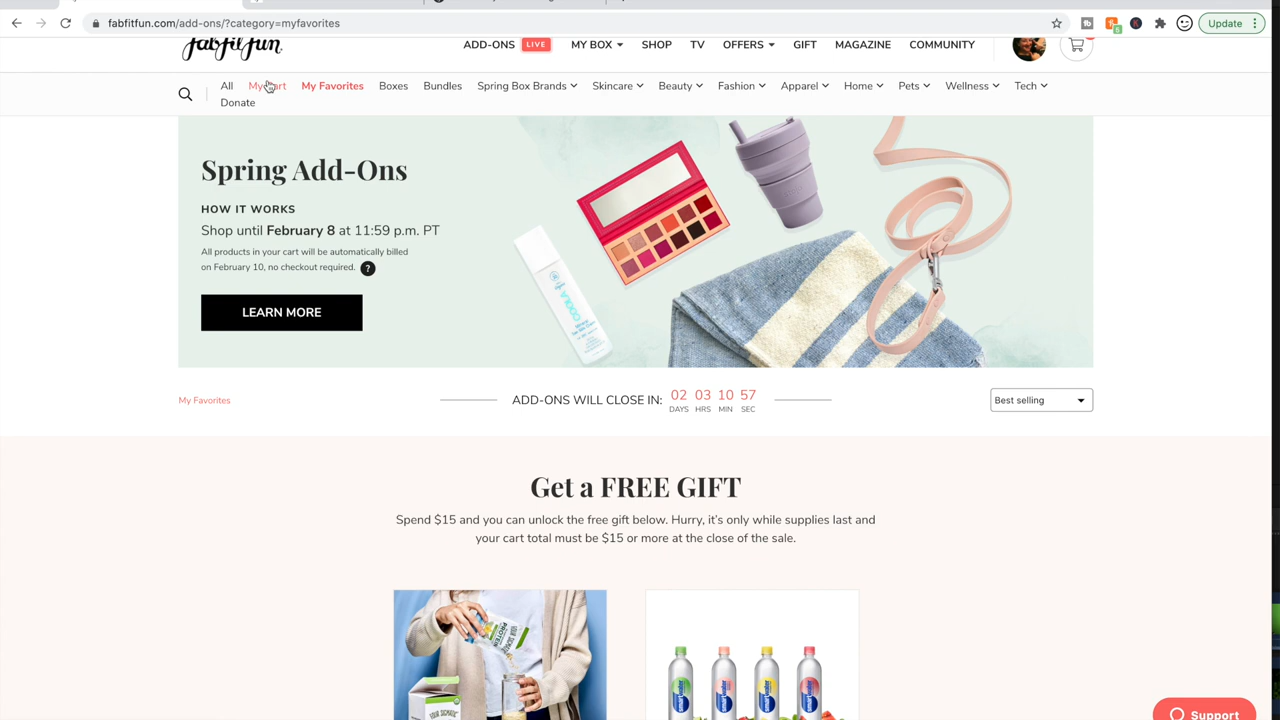 fabfitfun.com/add-ons/?category=myfavorites
Update
fabfitfun.
ADD-ONS LIVE MY BOX SHOP TV OFFERS GIFT MAGAZINE COMMUNITY
All My Cart My Favorites Boxes Bundles Spring Box Brands Skincare Beauty Fashion Apparel Home Pets Wellness Tech
Donate
Spring Add-Ons
HOW IT WORKS
Shop until February 8 at 11:59 p.m. PT
All products in your cart will be automatically billed
on February 10, no checkout required. ?
LEARN MORE
My Favorites
ADD-ONS WILL CLOSE IN: 02 03 10 57
DAYS HRS MIN SEC
Best selling
Get a FREE GIFT
Spend $15 and you can unlock the free gift below. Hurry, it's only while supplies last and
your cart total must be $15 or more at the close of the sale.
PROTEIN
FOUR SIGMATIC
smartwater
Support